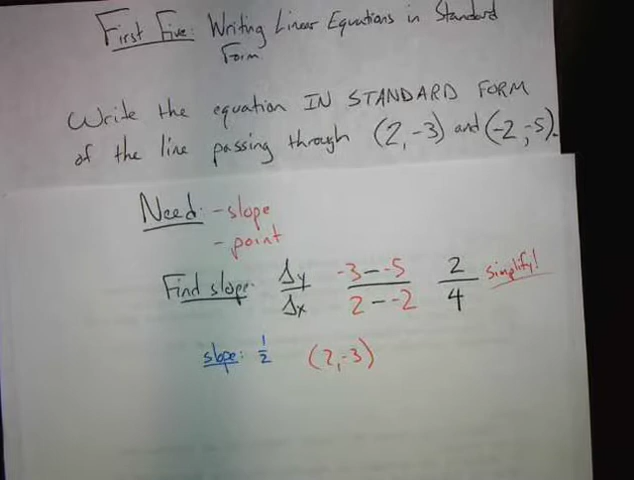 First Five: Writing Linear Equations in Standard
Form
Write the equation IN STANDARD FORM
of the line passing through (2,-3) and (-2,-5).
Need: -slope
- point
Find slope: Δy/Δx -3--5/2--2 2/4 simplify!
slope: 1/2 (2,-3)